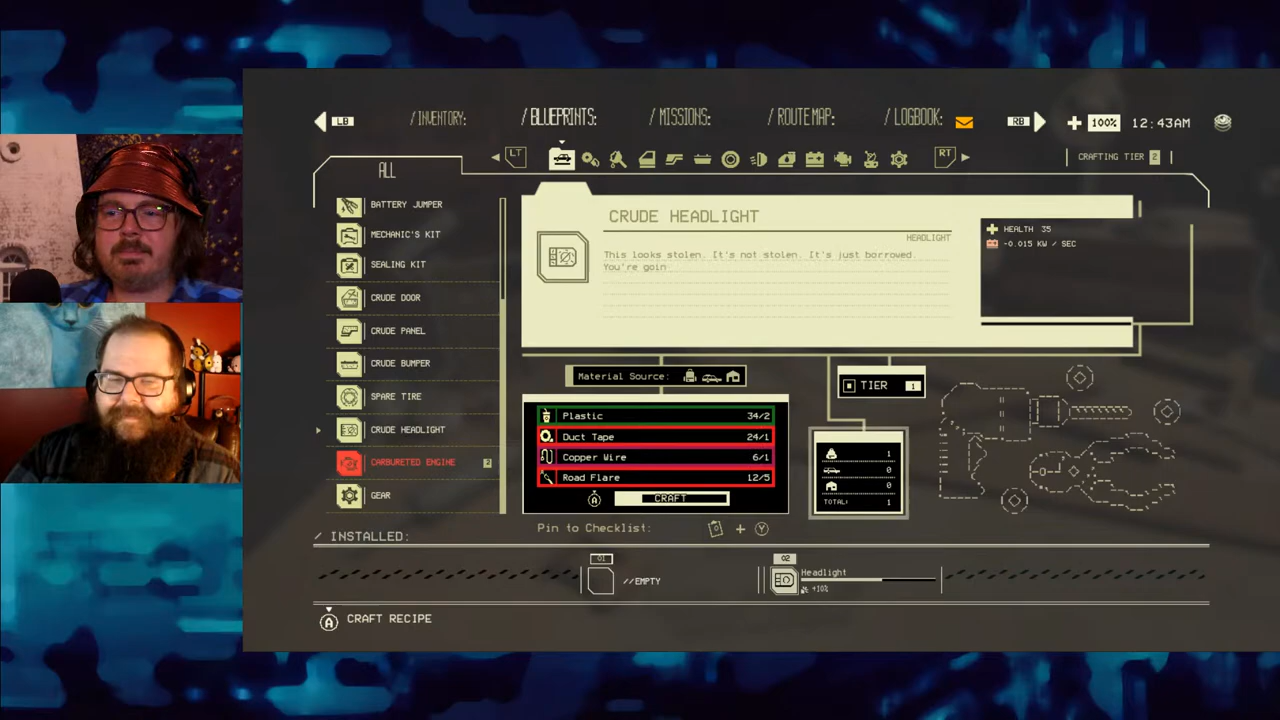 LB
/ INVENTORY:
/ BLUEPRINTS:
/ MISSIONS:
/ ROUTE MAP:
/ LOGBOOK:
RB
100%
12:43AM
ALL
LT
RT
CRAFTING TIER 2
BATTERY JUMPER
MECHANIC'S KIT
SEALING KIT
CRUDE DOOR
CRUDE PANEL
CRUDE BUMPER
SPARE TIRE
CRUDE HEADLIGHT
CARBURETED ENGINE 2
GEAR
CRUDE HEADLIGHT
HEADLIGHT
This looks stolen. It's not stolen. It's just borrowed.
You're goin
HEALTH 35
-0.015 KW / SEC
Material Source:
TIER 1
Plastic 34/2
Duct Tape 24/1
Copper Wire 6/1
Road Flare 12/5
A CRAFT
1
0
0
TOTAL: 1
Pin to Checklist: + Y
/ INSTALLED:
01
//EMPTY
02
Headlight
+10%
A CRAFT RECIPE